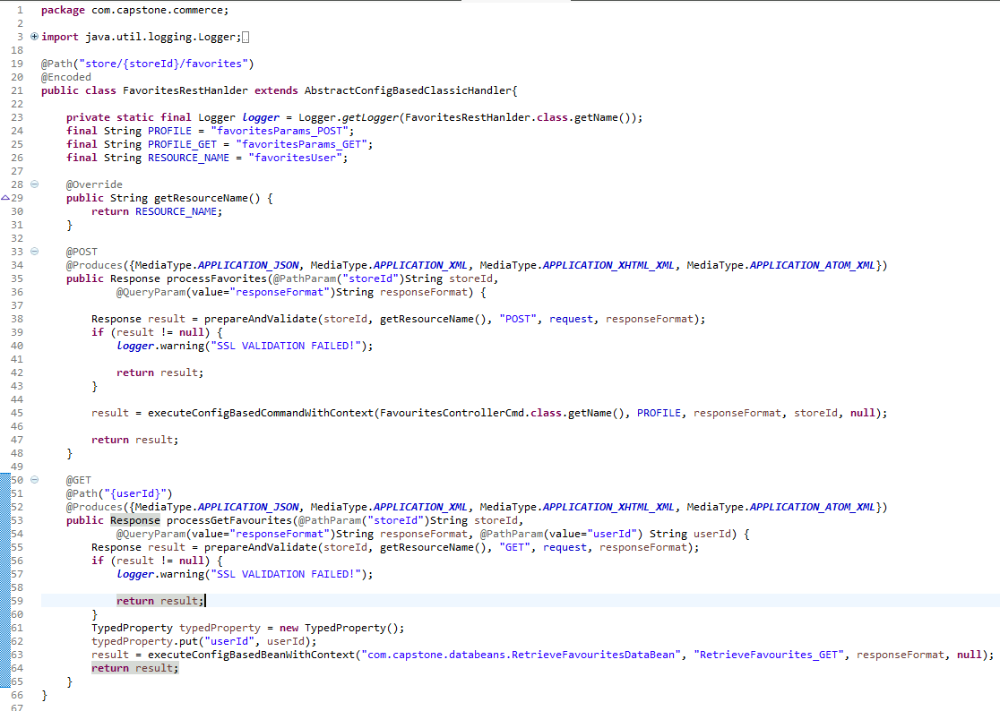 1 package com.capstone.commerce;
2
3 import java.util.logging.Logger;
18
19 @Path("store/{storeId}/favorites")
20 @Encoded
21 public class FavoritesRestHanlder extends AbstractConfigBasedClassicHandler{
22
23 private static final Logger logger = Logger.getLogger(FavoritesRestHanlder.class.getName());
24 final String PROFILE = "favoritesParams_POST";
25 final String PROFILE_GET = "favoritesParams_GET";
26 final String RESOURCE_NAME = "favoritesUser";
27
28 @Override
29 public String getResourceName() {
30 return RESOURCE_NAME;
31 }
32
33 @POST
34 @Produces({MediaType.APPLICATION_JSON, MediaType.APPLICATION_XML, MediaType.APPLICATION_XHTML_XML, MediaType.APPLICATION_ATOM_XML})
35 public Response processFavorites(@PathParam("storeId")String storeId,
36 @QueryParam(value="responseFormat")String responseFormat) {
37
38 Response result = prepareAndValidate(storeId, getResourceName(), "POST", request, responseFormat);
39 if (result != null) {
40 logger.warning("SSL VALIDATION FAILED!");
41
42 return result;
43 }
44
45 result = executeConfigBasedCommandWithContext(FavouritesControllerCmd.class.getName(), PROFILE, responseFormat, storeId, null);
46
47 return result;
48 }
49
50 @GET
51 @Path("{userId}")
52 @Produces({MediaType.APPLICATION_JSON, MediaType.APPLICATION_XML, MediaType.APPLICATION_XHTML_XML, MediaType.APPLICATION_ATOM_XML})
53 public Response processGetFavourites(@PathParam("storeId")String storeId,
54 @QueryParam(value="responseFormat")String responseFormat, @PathParam(value="userId") String userId) {
55 Response result = prepareAndValidate(storeId, getResourceName(), "GET", request, responseFormat);
56 if (result != null) {
57 logger.warning("SSL VALIDATION FAILED!");
58
59 return result;
60 }
61 TypedProperty typedProperty = new TypedProperty();
62 typedProperty.put("userId", userId);
63 result = executeConfigBasedBeanWithContext("com.capstone.databeans.RetrieveFavouritesDataBean", "RetrieveFavourites_GET", responseFormat, null);
64 return result;
65 }
66 }
67